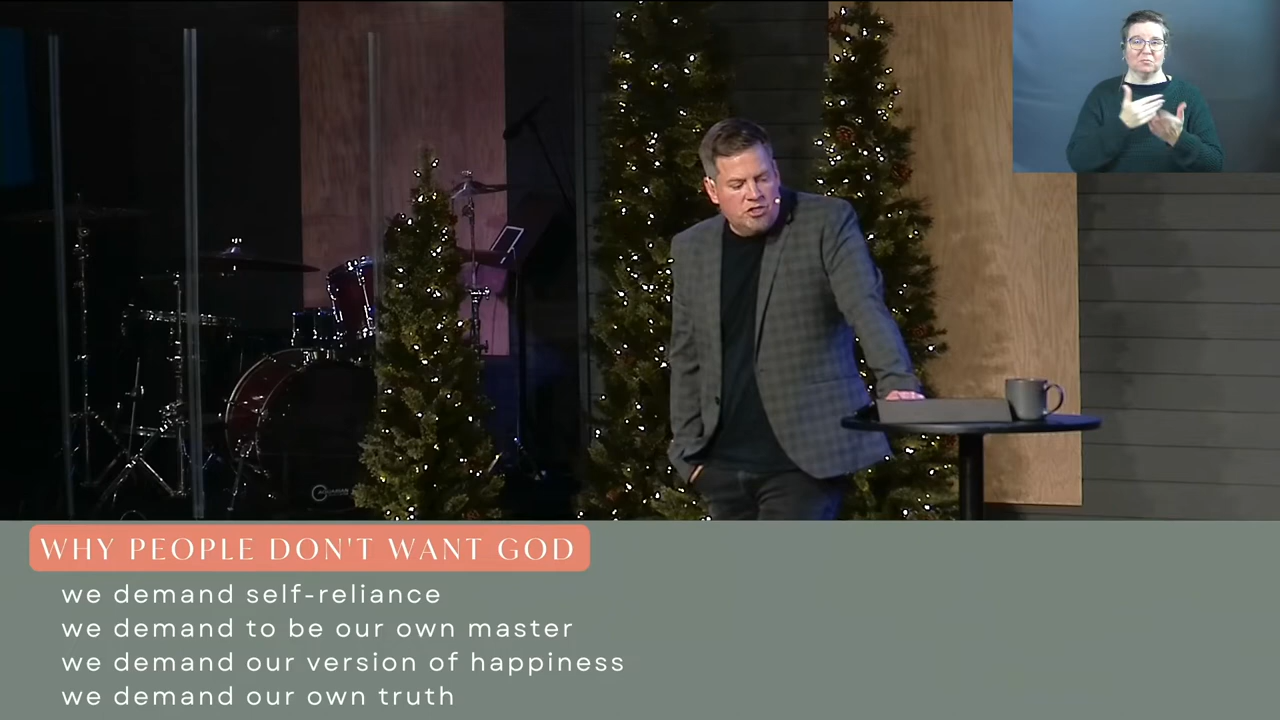 WHY PEOPLE DON'T WANT GOD
we demand self-reliance
we demand to be our own master
we demand our version of happiness
we demand our own truth